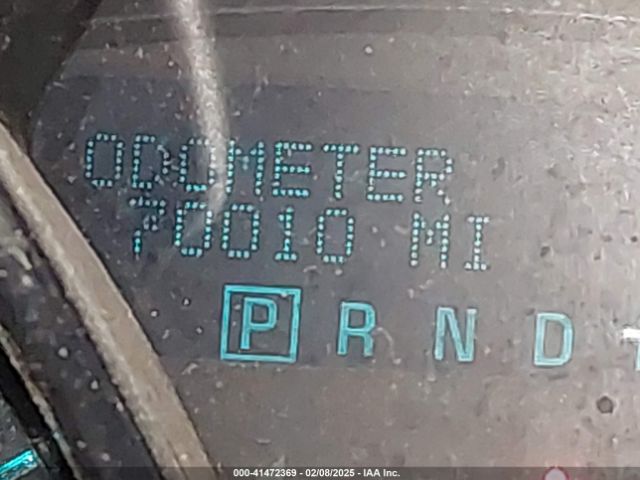 ODOMETER
70010 MI
P R N D
000-41472369 - 02/08/2025 - IAA Inc.